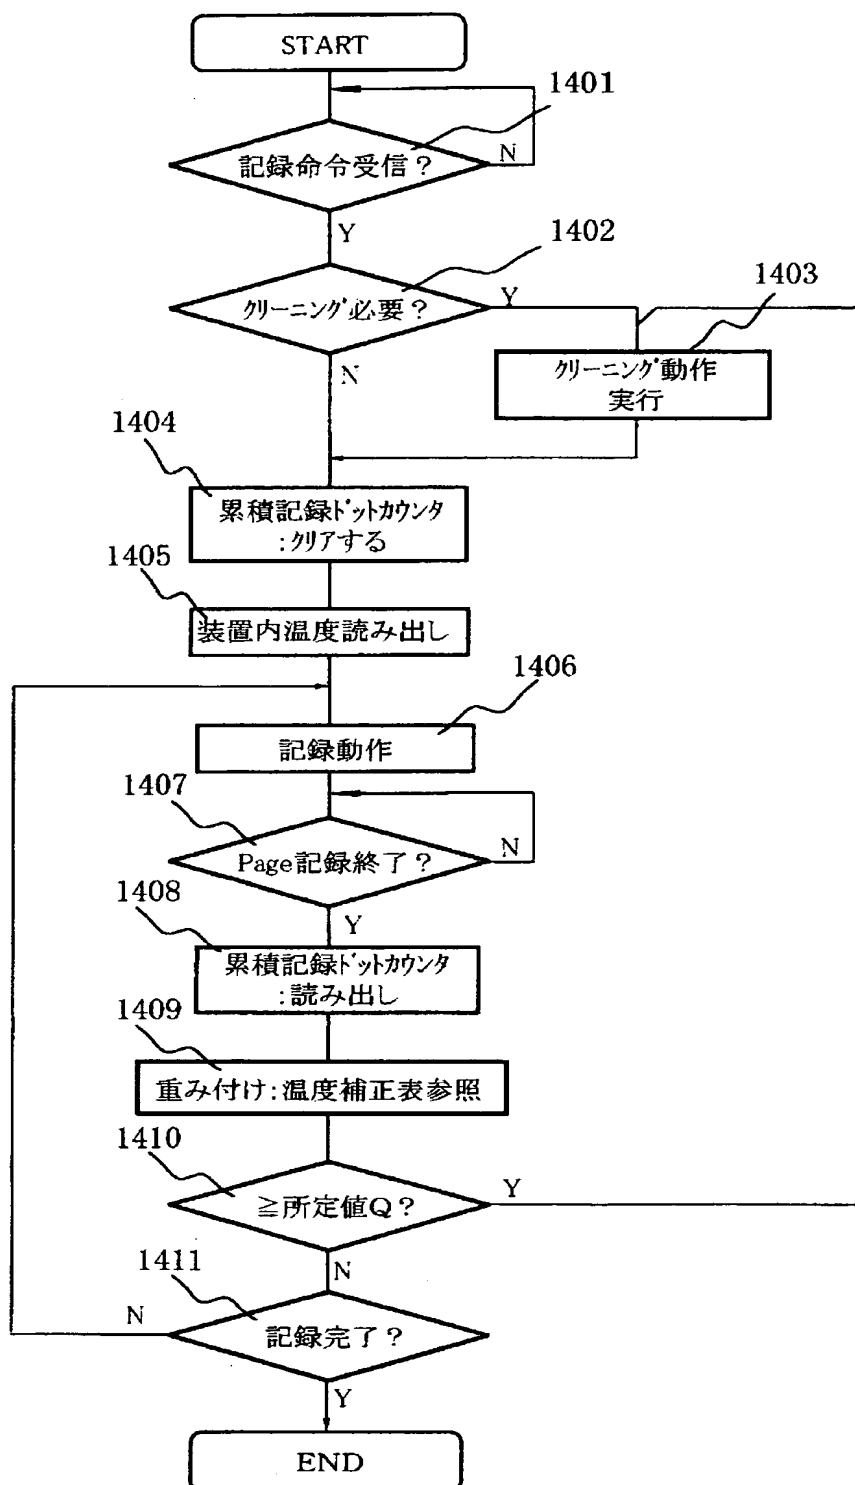 START
1401
記録命令受信？
N
Y
1402
ｸﾘｰﾆﾝｸﾞ必要？
Y
1403
N
ｸﾘｰﾆﾝｸﾞ動作
実行
1404
累積記録ﾄﾞｯﾄｶｳﾝﾀ
:ｸﾘｱする
1405
装置内温度読み出し
1406
記録動作
1407
Page記録終了？
N
1408
Y
累積記録ﾄﾞｯﾄｶｳﾝﾀ
:読み出し
1409
重み付け:温度補正表参照
1410
≧所定値Q？
Y
1411
N
N
記録完了？
Y
END